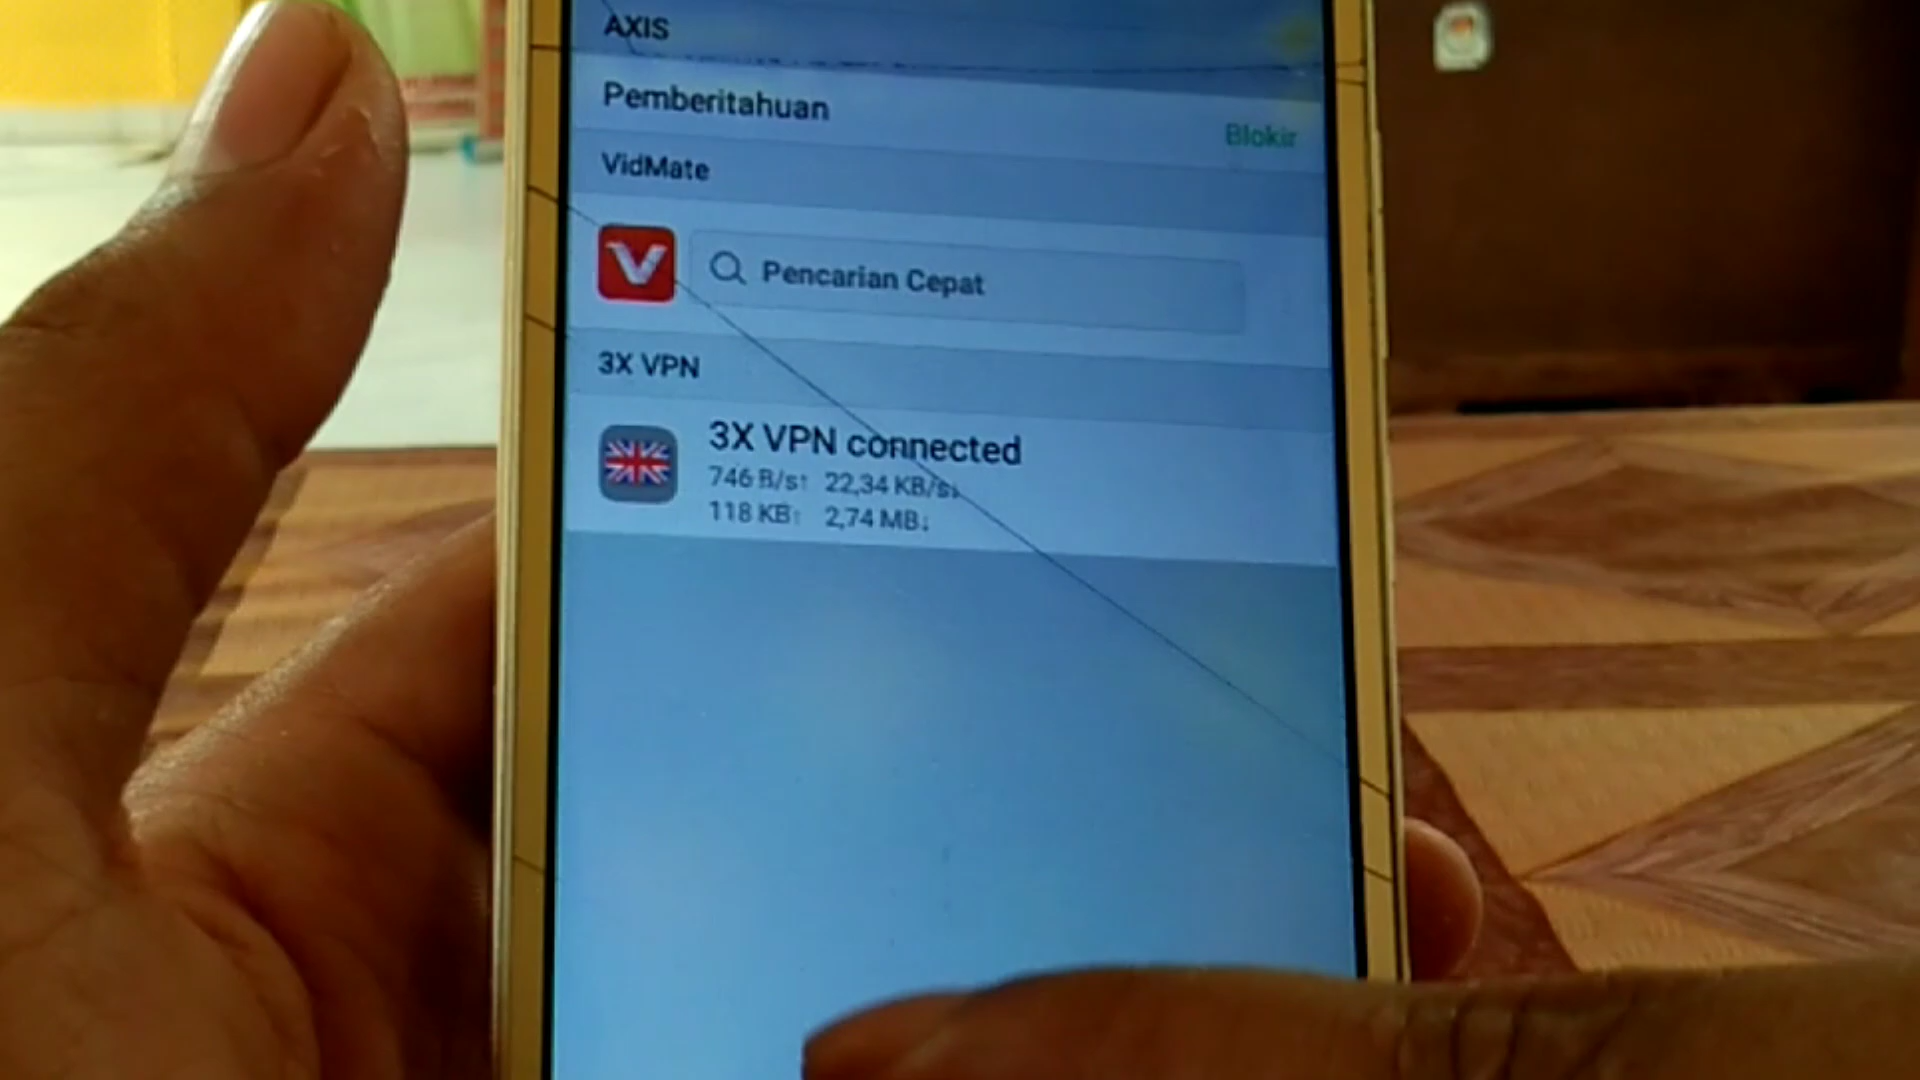 AXIS
Pemberitahuan
Blokir
VidMate
Pencarian Cepat
3X VPN
3X VPN connected
746 B/s↑ 22,34 KB/s↓
118 KB↑ 2,74 MB↓